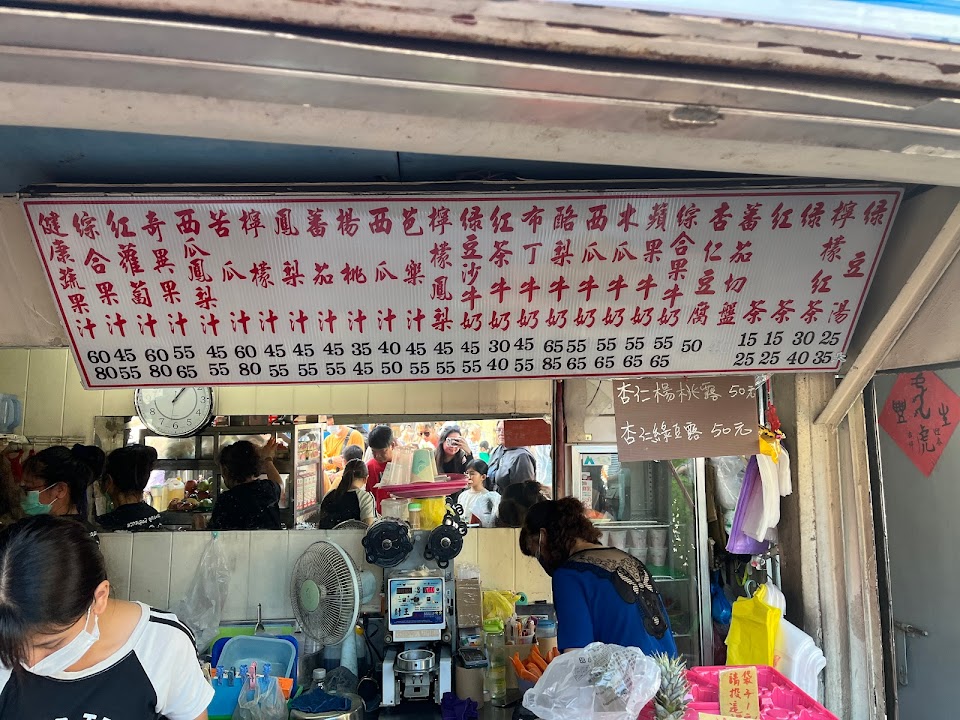 綠豆湯 25 35
檸檬紅茶 30 40
綠茶 15 25
紅茶 15 25
蕃茄切盤
杏仁豆腐 50
綜合果牛奶 55 65
蘋果牛奶 55 65
木瓜牛奶 55 65
西瓜牛奶 55 65
酪梨牛奶 65 85
布丁牛奶 45 55
紅茶牛奶 30 40
綠豆沙牛奶 45 55
檸檬鳳梨 45 55
芭樂汁 45 55
西瓜汁 40 50
楊桃汁 35 45
蕃茄汁 45 55
鳳梨汁 45 55
檸檬汁 45 55
苦瓜汁 60 80
西瓜鳳梨汁 45 55
奇異果汁 55 65
紅蘿蔔汁 60 80
綜合果汁 45 55
健康蔬果汁 60 80
杏仁楊桃露 50元
杏仁綠豆露 50元